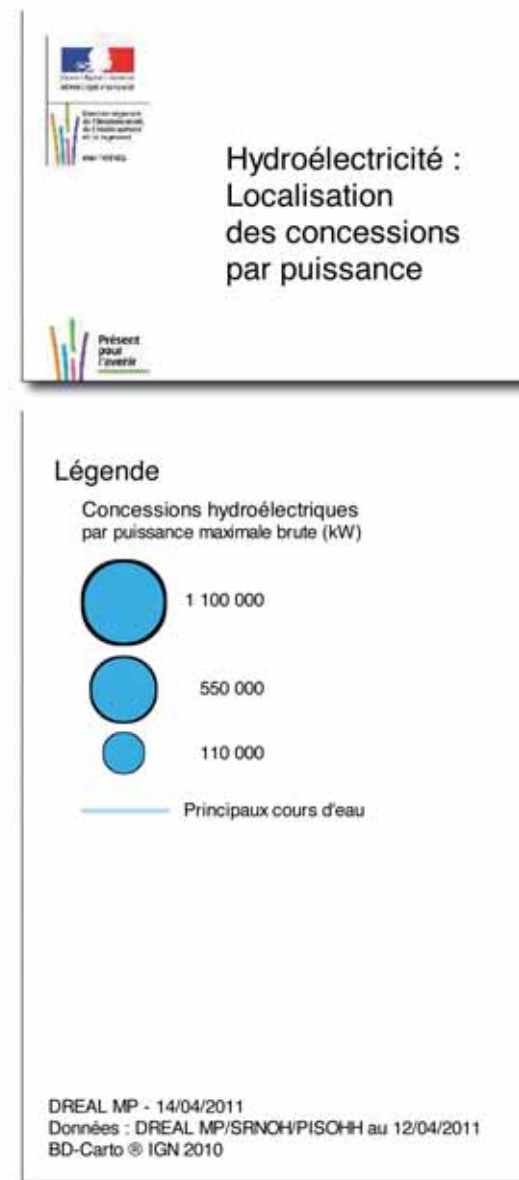 RÉPUBLIQUE FRANÇAISE
Hydroélectricité :
Localisation
des concessions
par puissance
Présent
pour
l'avenir
Légende
Concessions hydroélectriques
par puissance maximale brute (kW)
1 100 000
550 000
110 000
Principaux cours d'eau
DREAL MP - 14/04/2011
Données : DREAL MP/SRNOH/PISOHH au 12/04/2011
BD-Carto ® IGN 2010